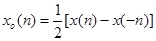 xₒ(n) = 1/2 [x(n) − x(−n)]